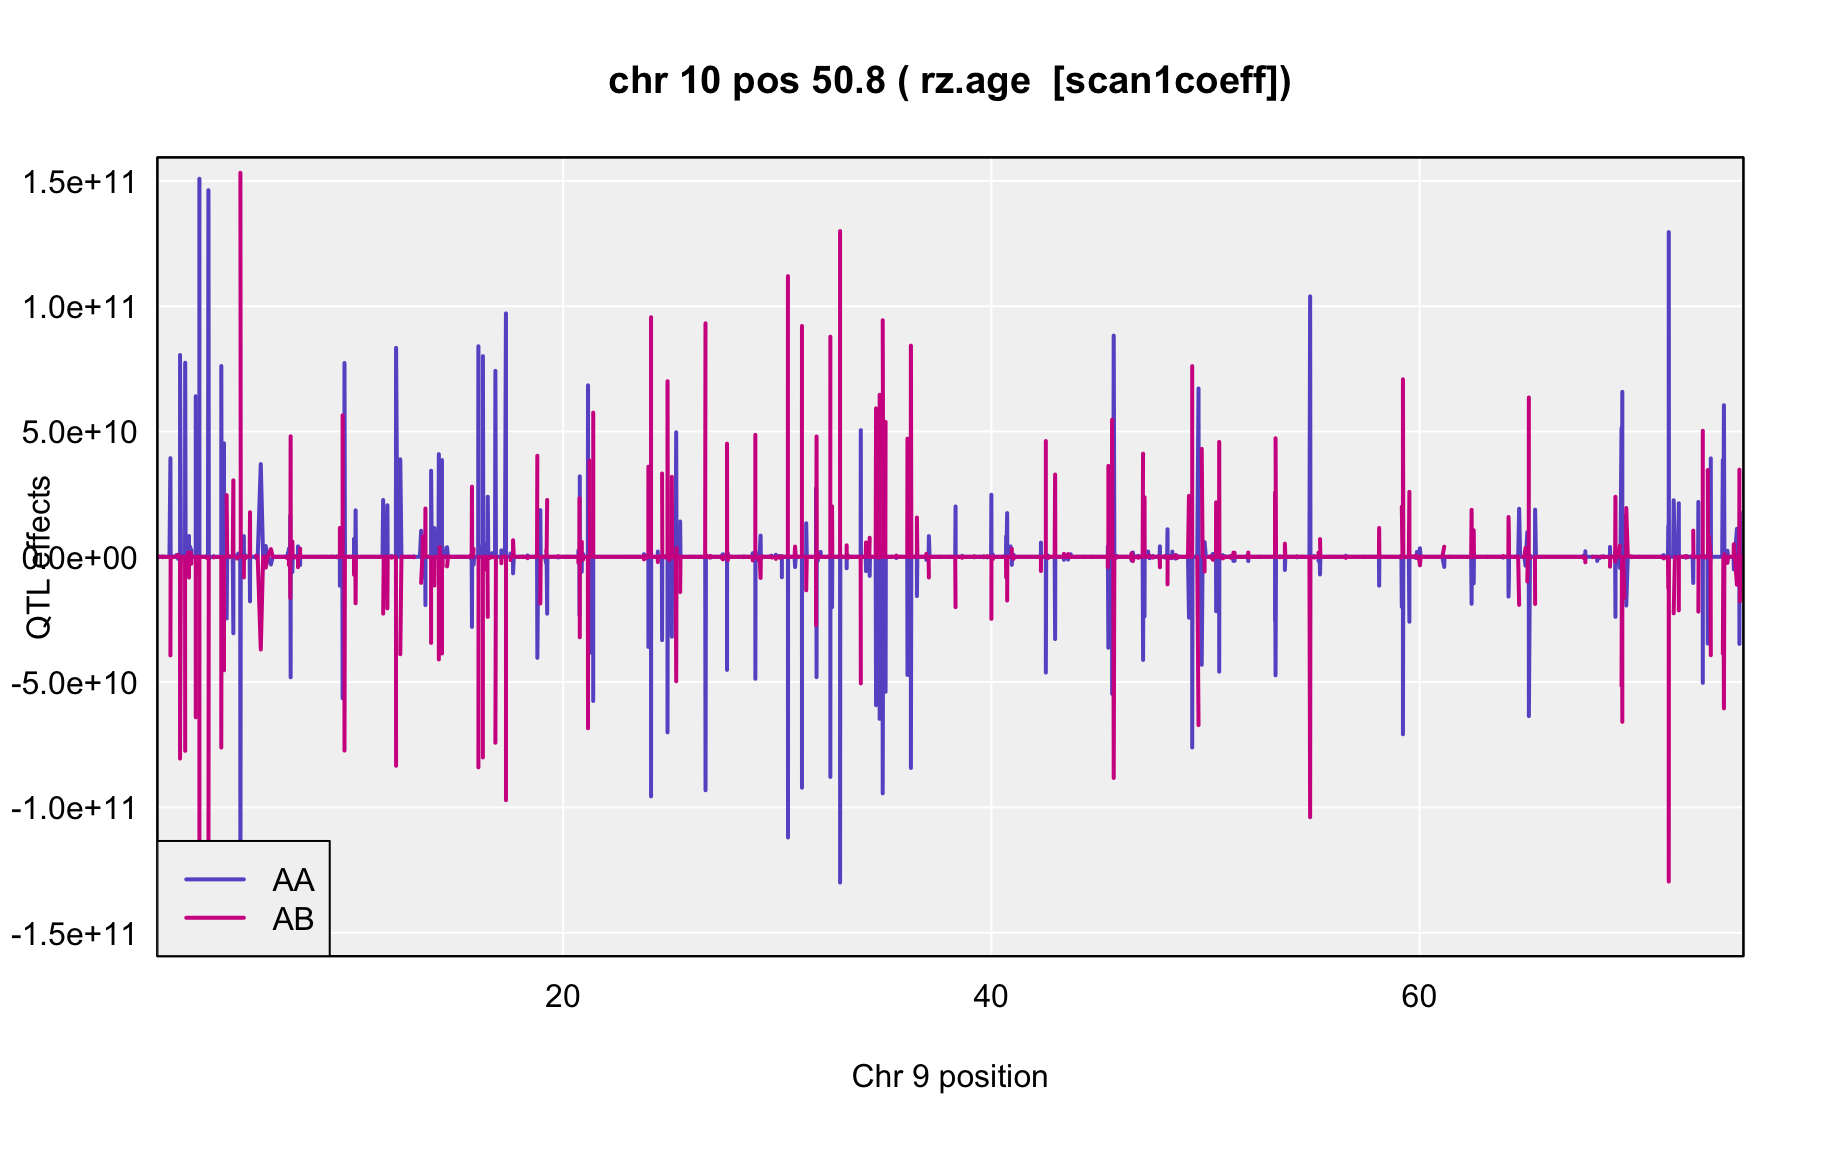 chr 10 pos 50.8 ( rz.age  [scan1coeff])
1.5e+11
1.0e+11
5.0e+10
0.0e+00
-5.0e+10
-1.0e+11
-1.5e+11
QTL effects
AA
AB
20 40 60
Chr 9 position